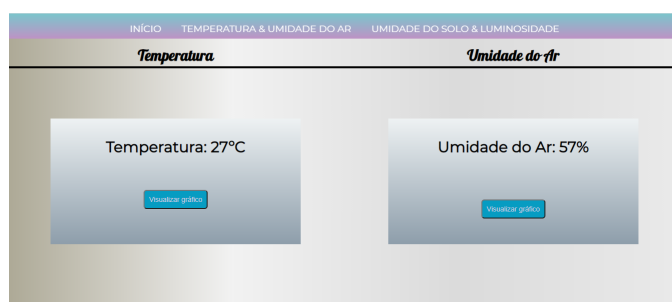 INÍCIO TEMPERATURA & UMIDADE DO AR UMIDADE DO SOLO & LUMINOSIDADE
Temperatura Umidade do Ar
Temperatura: 27°C Umidade do Ar: 57%
Visualizar gráfico
Visualizar gráfico